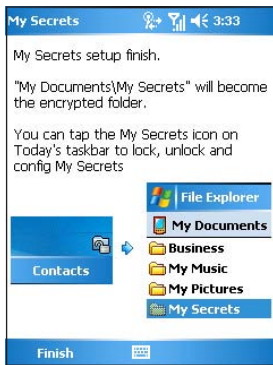 My Secrets 3:33
My Secrets setup finish.
"My Documents\My Secrets" will become
the encrypted folder.
You can tap the My Secrets icon on
Today's taskbar to lock, unlock and
config My Secrets
File Explorer
My Documents
Business
My Music
My Pictures
My Secrets
Contacts
Finish